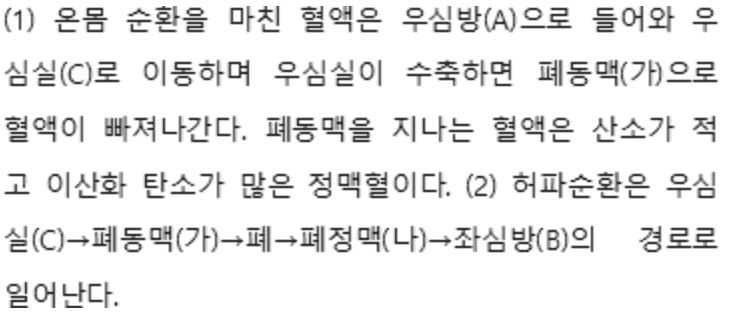 (1) 온몸 순환을 마친 혈액은 우심방(A)으로 들어와 우
심실(C)로 이동하며 우심실이 수축하면 폐동맥(가)으로
혈액이 빠져나간다. 폐동맥을 지나는 혈액은 산소가 적
고 이산화 탄소가 많은 정맥혈이다. (2) 허파순환은 우심
실(C)→폐동맥(가)→폐→폐정맥(나)→좌심방(B)의 경로로
일어난다.